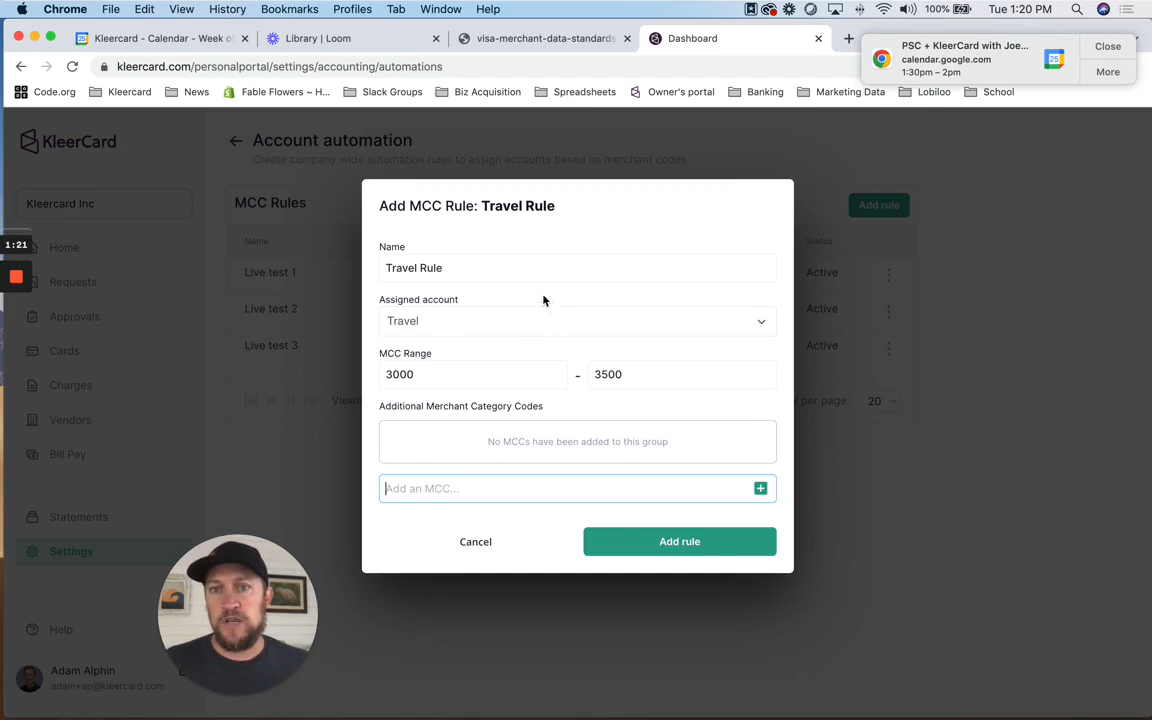 Chrome File Edit View History Bookmarks Profiles Tab Window Help 100% Tue 1:20 PM
Kleercard - Calendar - Week o
Library | Loom
visa-merchant-data-standards
Dashboard
kleercard.com/personalportal/settings/accounting/automations
PSC + KleerCard with Joe...
calendar.google.com
1:30pm – 2pm
Close
More
25
Code.org Kleercard News Fable Flowers ~ H... Slack Groups Biz Acquisition Spreadsheets Owner's portal Banking Marketing Data Lobiloo School
KleerCard
Kleercard Inc
1:21
Home
Requests
Approvals
Cards
Charges
Vendors
Bill Pay
Statements
Settings
Help
Adam Alphin
adam+ap@kleercard.com
Account automation
Create company wide automation rules to assign accounts based on merchant codes.
MCC Rules
Add rule
Name
Status
Live test 1
Active
Live test 2
Active
Live test 3
Active
per page: 20
Add MCC Rule: Travel Rule
Name
Travel Rule
Assigned account
Travel
MCC Range
3000 - 3500
Additional Merchant Category Codes
No MCCs have been added to this group
Add an MCC...
Cancel
Add rule